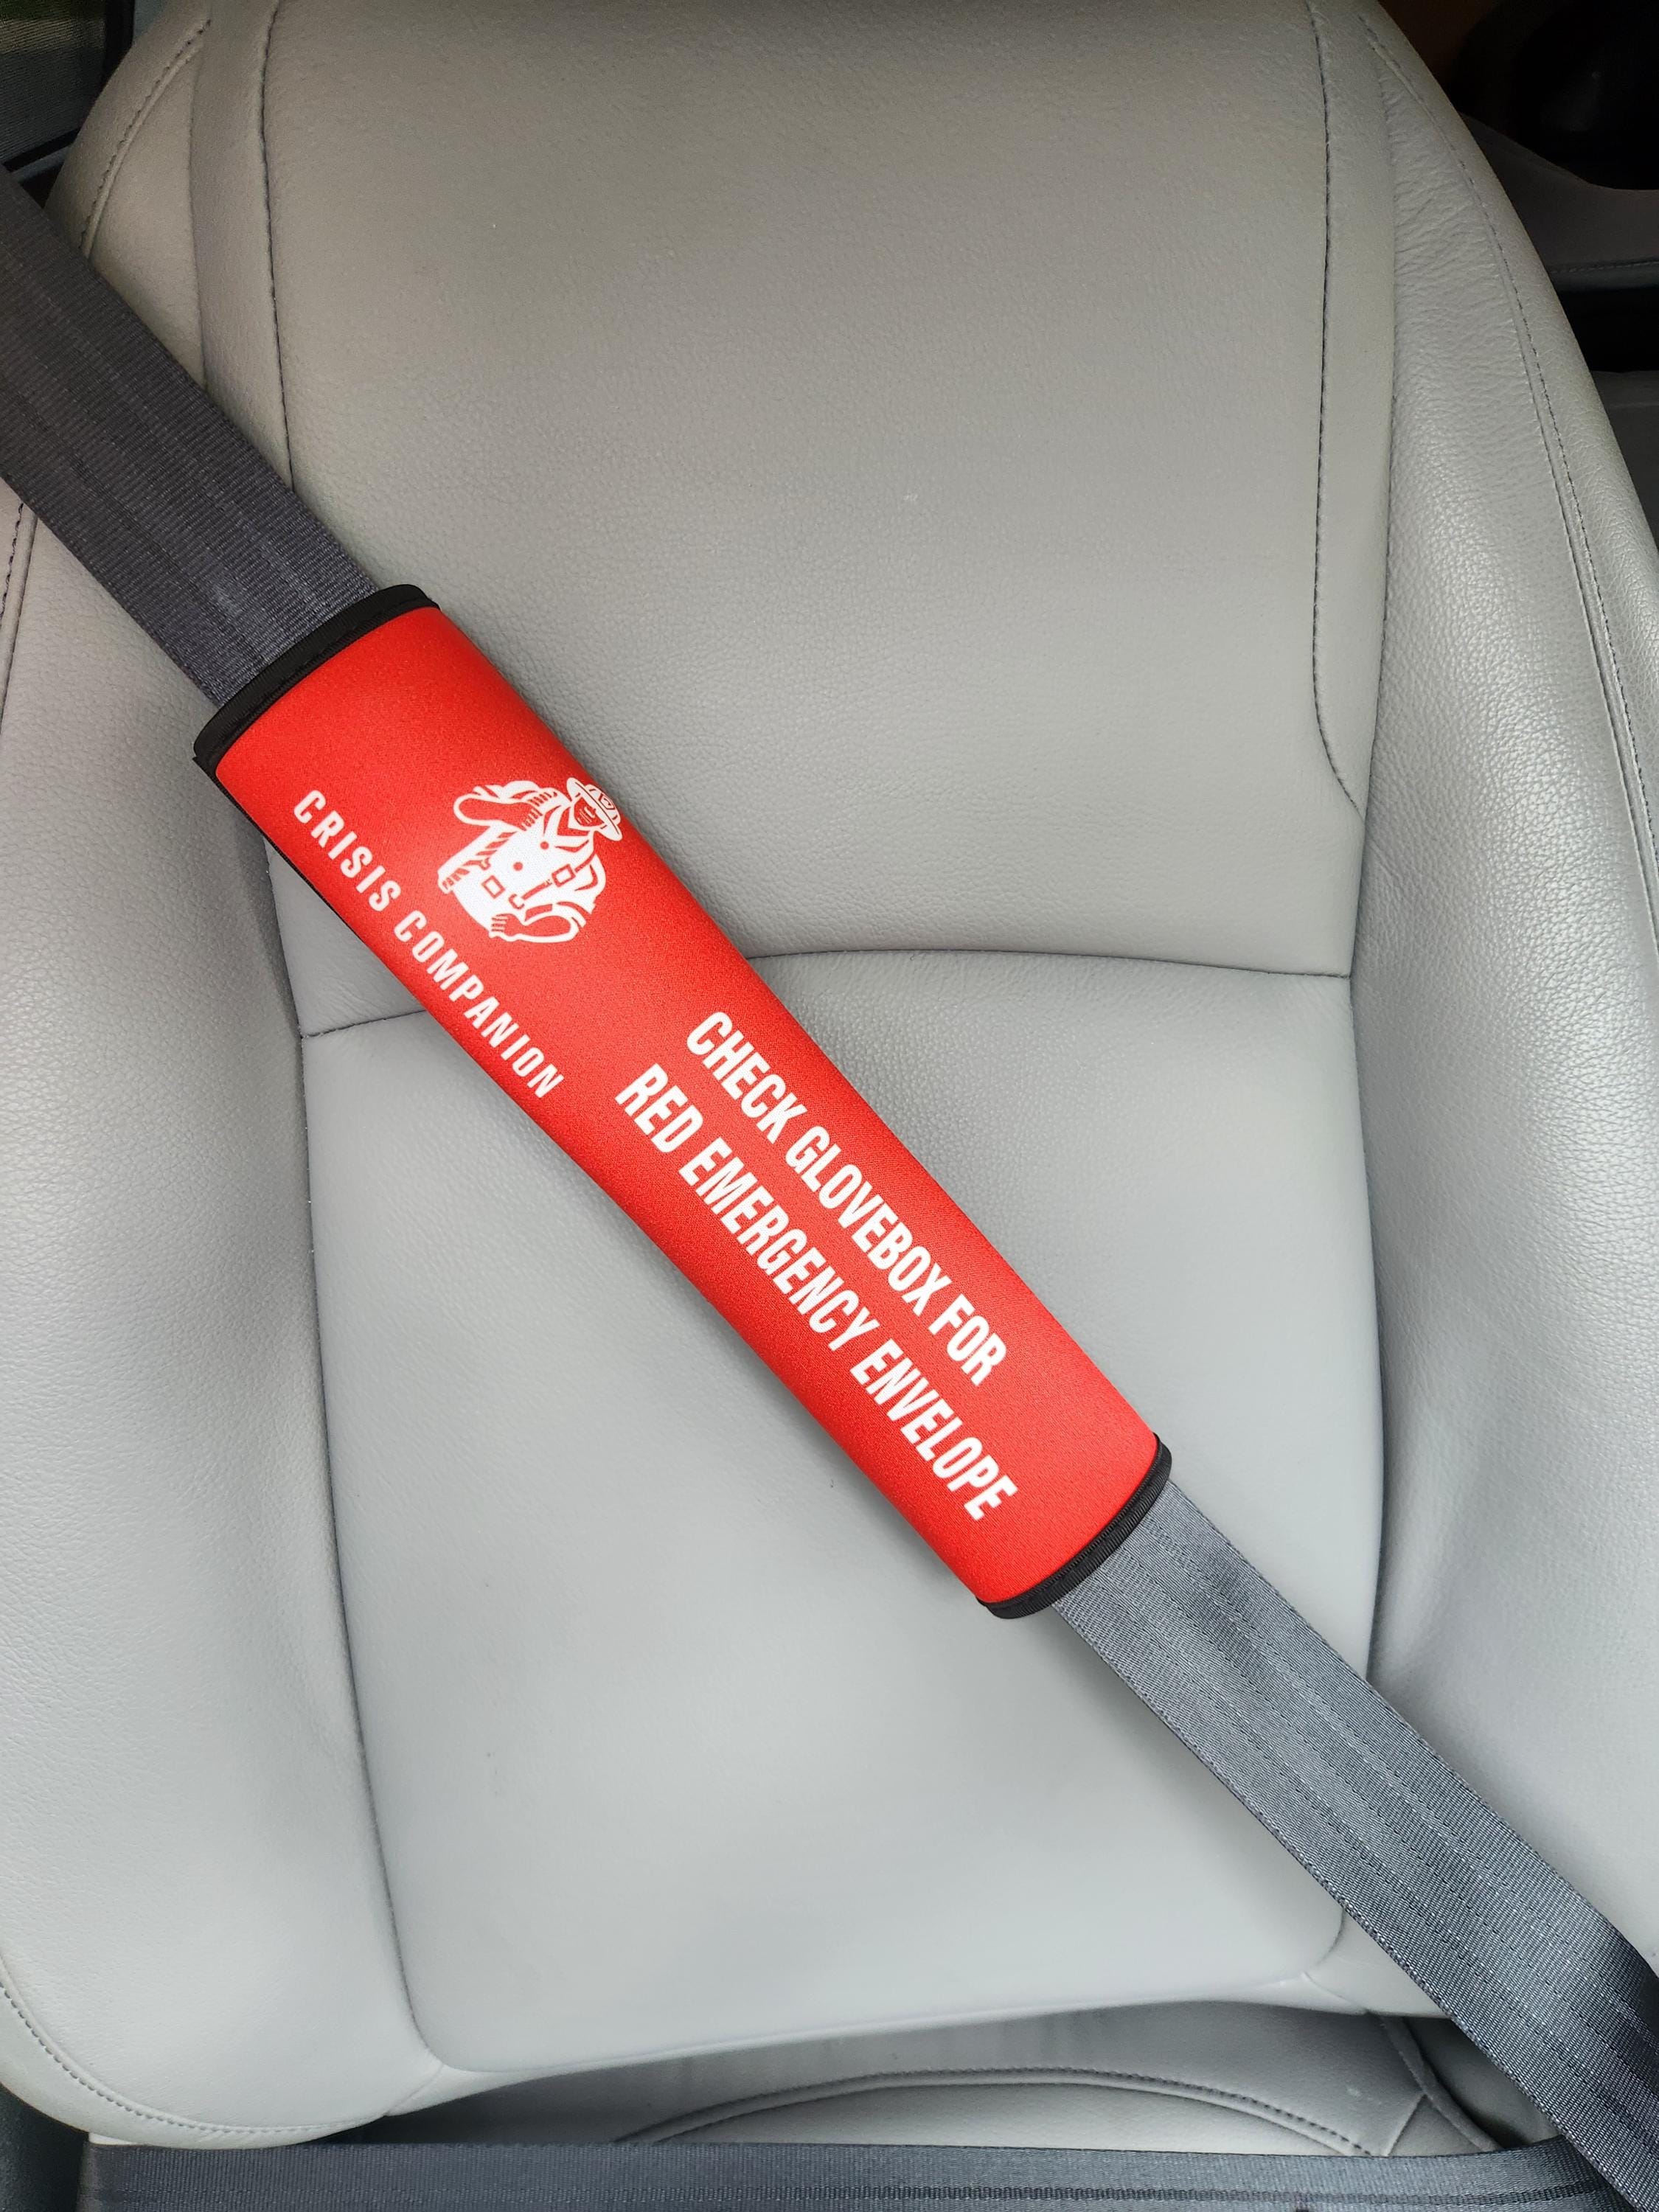 CRISIS COMPANION
CHECK GLOVEBOX FOR
RED EMERGENCY ENVELOPE